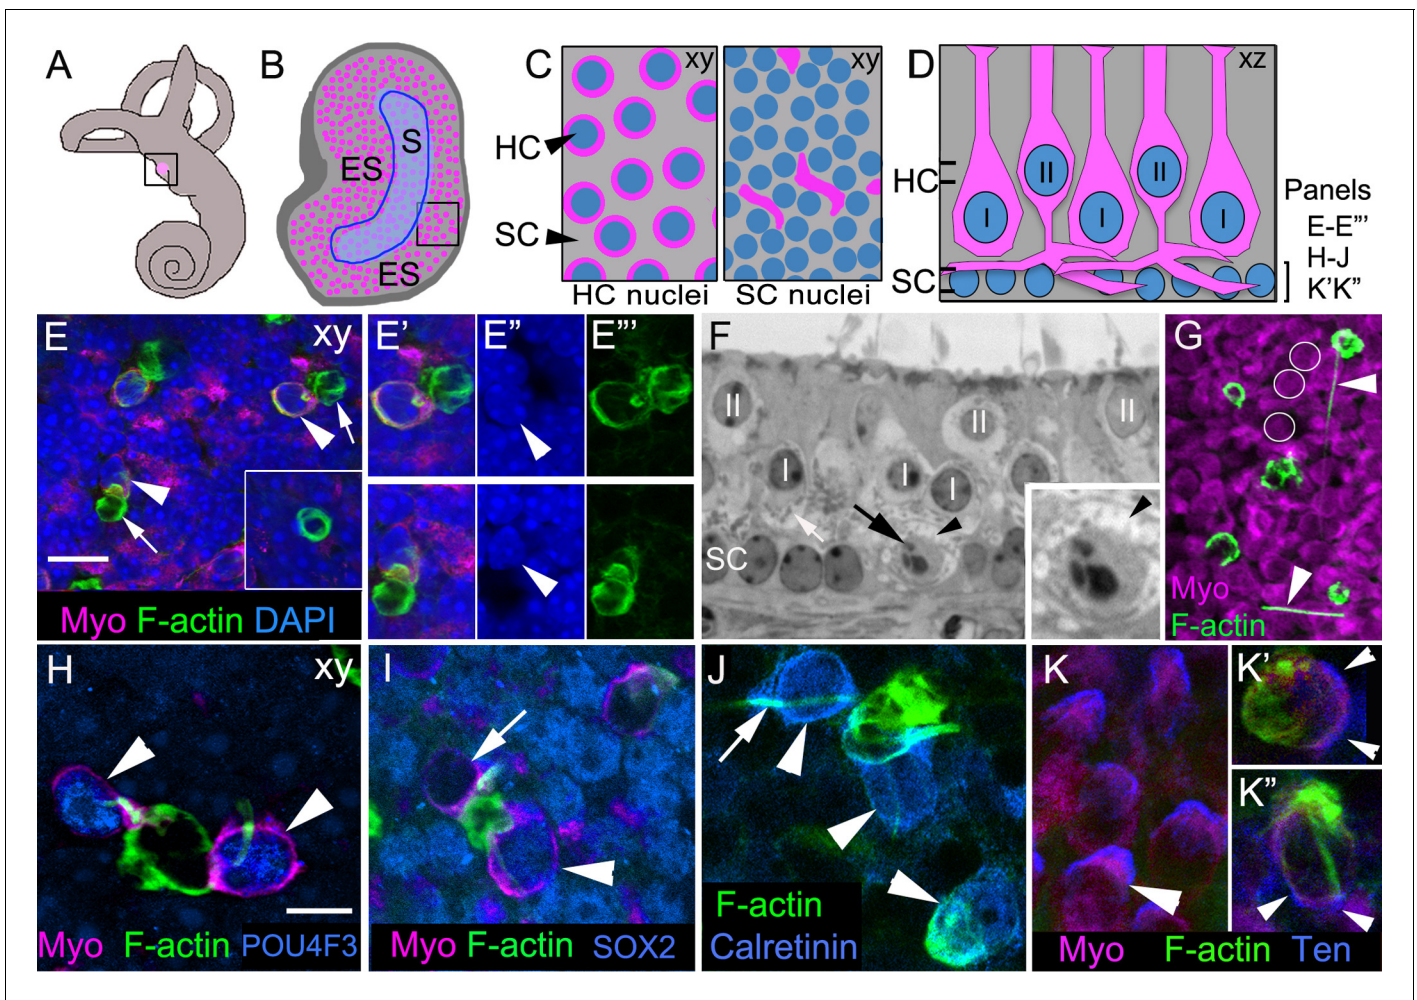 A
B
S
ES
ES
C
xy
HC
SC
HC nuclei
xy
SC nuclei
D
xz
HC
SC
II
II
I
I
I
Panels
E-E"'
H-J
K'K"
E
xy
Myo F-actin DAPI
E'
E"
E"'
F
II
II
II
I
I
I
SC
G
Myo
F-actin
H
xy
Myo F-actin POU4F3
I
Myo F-actin SOX2
J
F-actin
Calretinin
K
K'
K"
Myo F-actin Ten